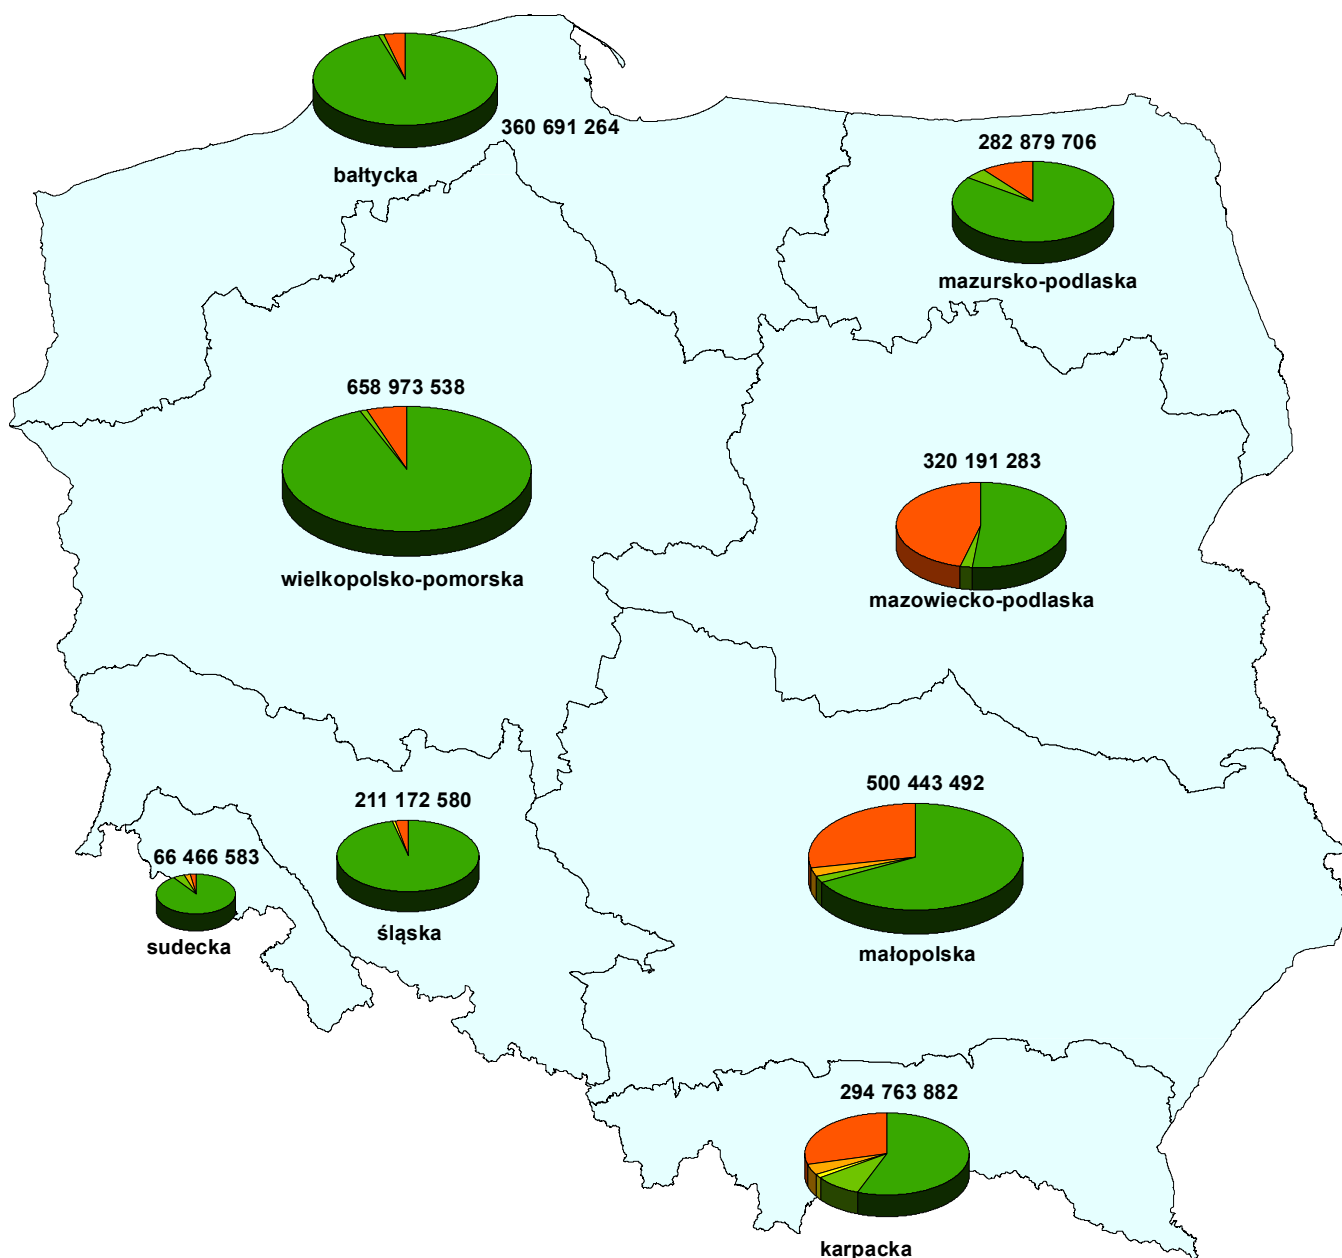 360 691 264
bałtycka
282 879 706
mazursko-podlaska
658 973 538
wielkopolsko-pomorska
320 191 283
mazowiecko-podlaska
500 443 492
małopolska
211 172 580
śląska
66 466 583
sudecka
294 763 882
karpacka